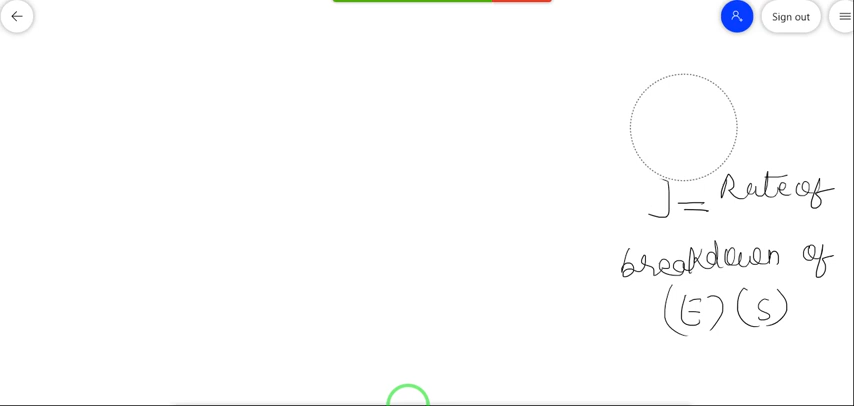 Sign out
] = Rate of
breakdown of
(E) (S)